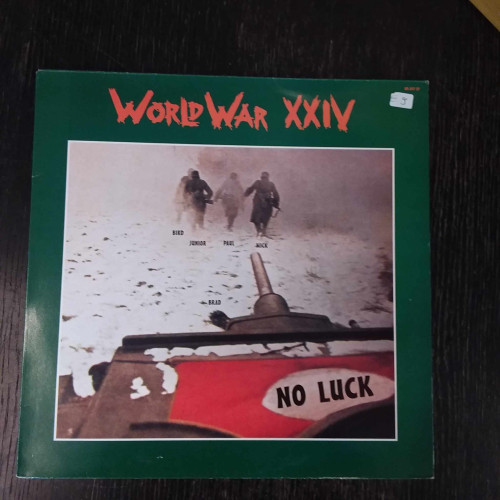 WORLD WAR XXIV
BIRD
JUNIOR
PAUL
MICK
BRAD
NO LUCK